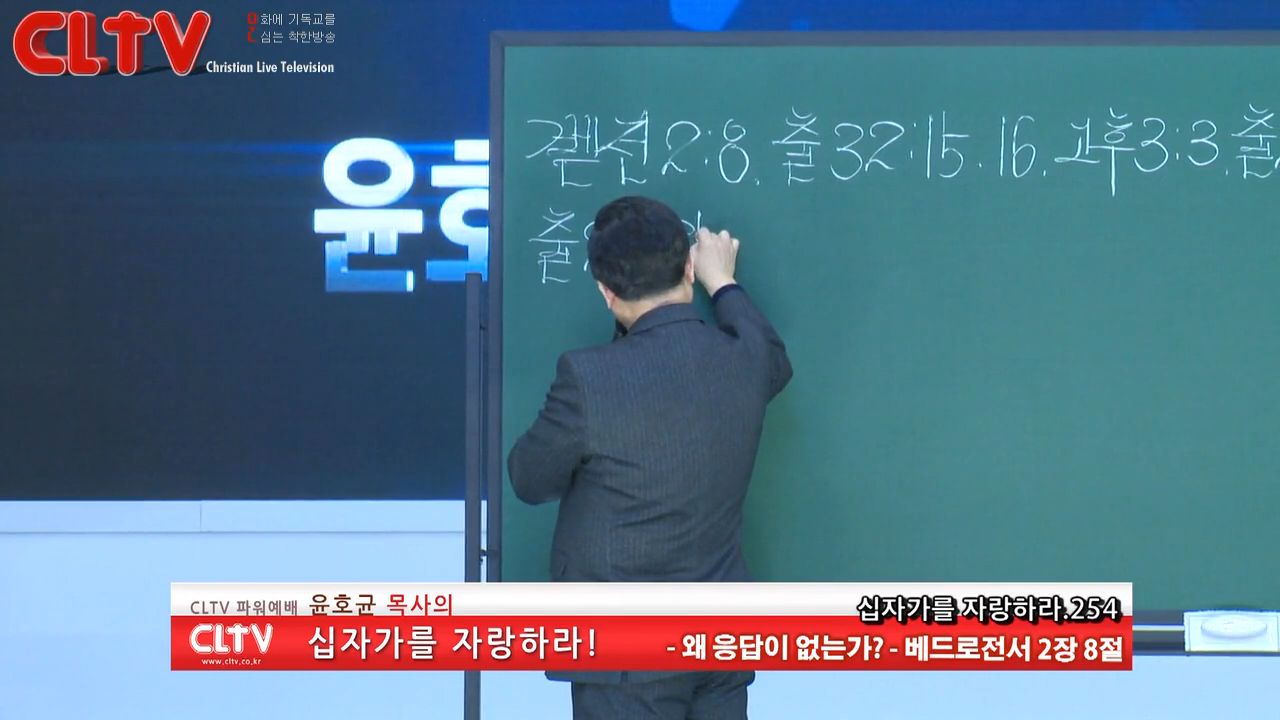 CLTV
문화에 기독교를
심는 착한방송
Christian Live Television
윤호
벧전2:8. 출32:15.16. 고후3:3. 출
출
CLTV 파워예배 윤호균 목사의
십자가를 자랑하라.254
CLTV
www.cltv.co.kr
십자가를 자랑하라!
- 왜 응답이 없는가? - 베드로전서 2장 8절